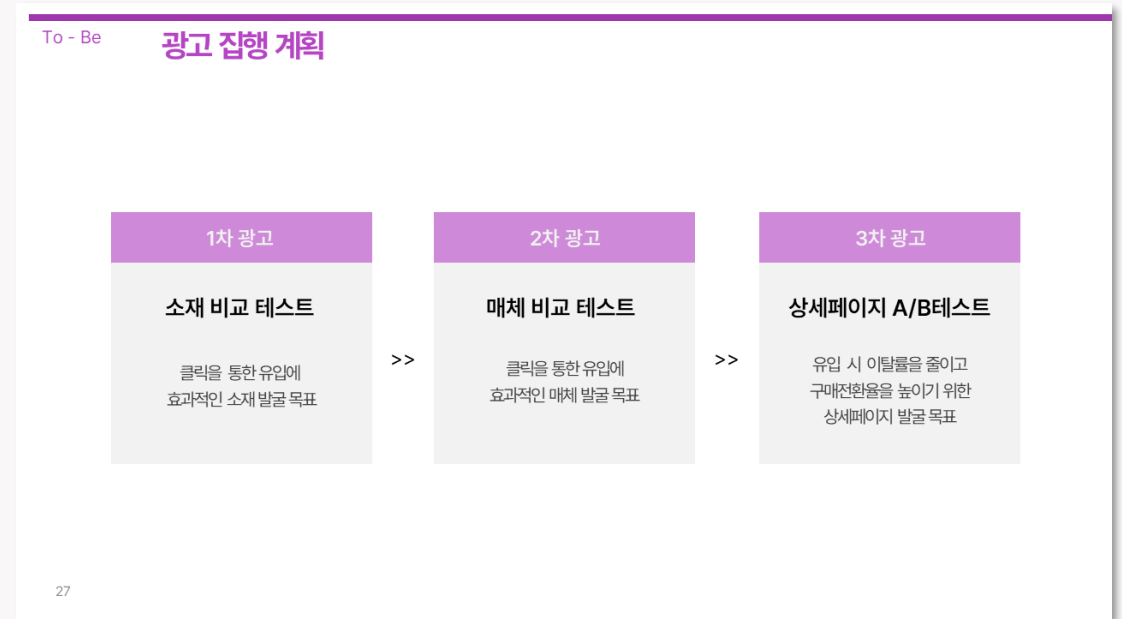 To - Be
광고 집행 계획
1차 광고
소재 비교 테스트
클릭을 통한 유입에
효과적인 소재 발굴 목표
>>
2차 광고
매체 비교 테스트
클릭을 통한 유입에
효과적인 매체 발굴 목표
>>
3차 광고
상세페이지 A/B테스트
유입 시 이탈률을 줄이고
구매전환율을 높이기 위한
상세페이지 발굴 목표
27